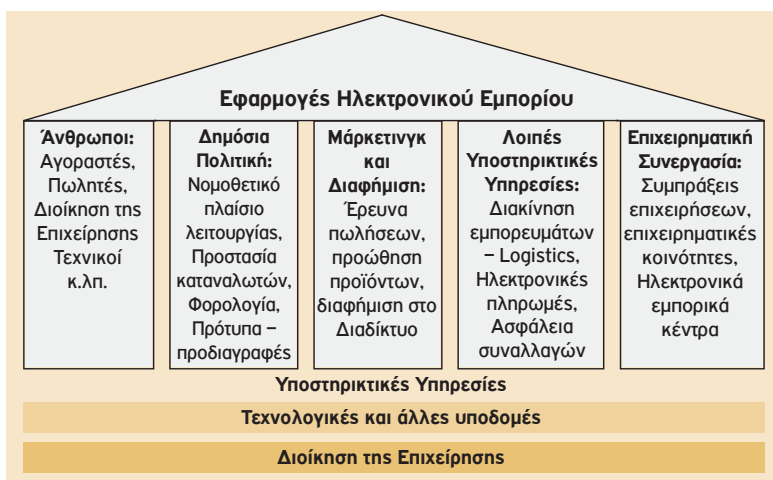 Εφαρμογές Ηλεκτρονικού Εμπορίου
Άνθρωποι:
Αγοραστές,
Πωλητές,
Διοίκηση της
Επιχείρησης
Τεχνικοί
κ.λπ.
Δημόσια
Πολιτική:
Νομοθετικό
πλαίσιο
λειτουργίας,
Προστασία
καταναλωτών,
Φορολογία,
Πρότυπα –
προδιαγραφές
Μάρκετινγκ
και
Διαφήμιση:
Έρευνα
πωλήσεων,
προώθηση
προϊόντων,
διαφήμιση στο
Διαδίκτυο
Λοιπές
Υποστηρικτικές
Υπηρεσίες:
Διακίνηση
εμπορευμάτων
– Logistics,
Ηλεκτρονικές
πληρωμές,
Ασφάλεια
συναλλαγών
Επιχειρηματική
Συνεργασία:
Συμπράξεις
επιχειρήσεων,
επιχειρηματικές
κοινότητες,
Ηλεκτρονικά
εμπορικά
κέντρα
Υποστηρικτικές Υπηρεσίες
Τεχνολογικές και άλλες υποδομές
Διοίκηση της Επιχείρησης